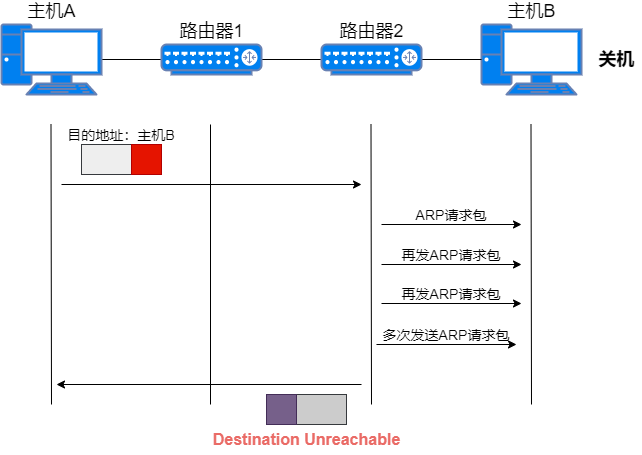 主机A
路由器1
路由器2
主机B
关机
目的地址：主机B
ARP请求包
再发ARP请求包
再发ARP请求包
多次发送ARP请求包
Destination Unreachable